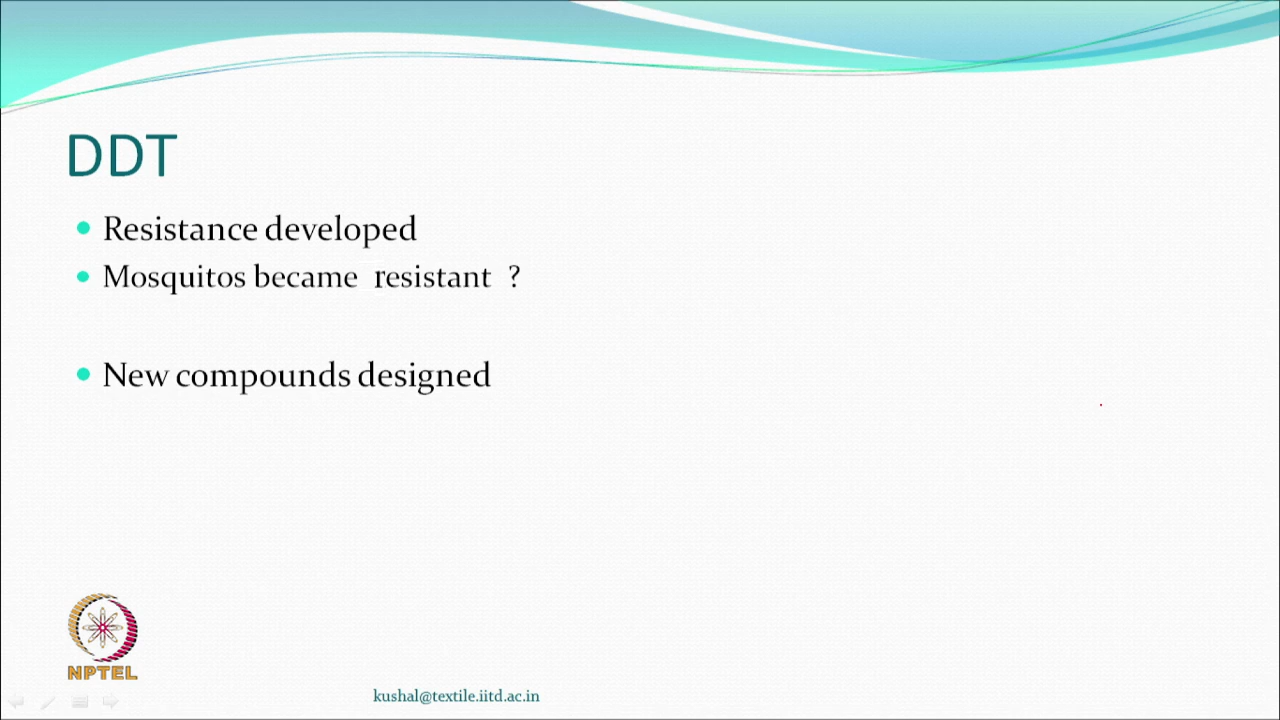 DDT
Resistance developed
Mosquitos became resistant ?
New compounds designed
NPTEL
kushal@textile.iitd.ac.in